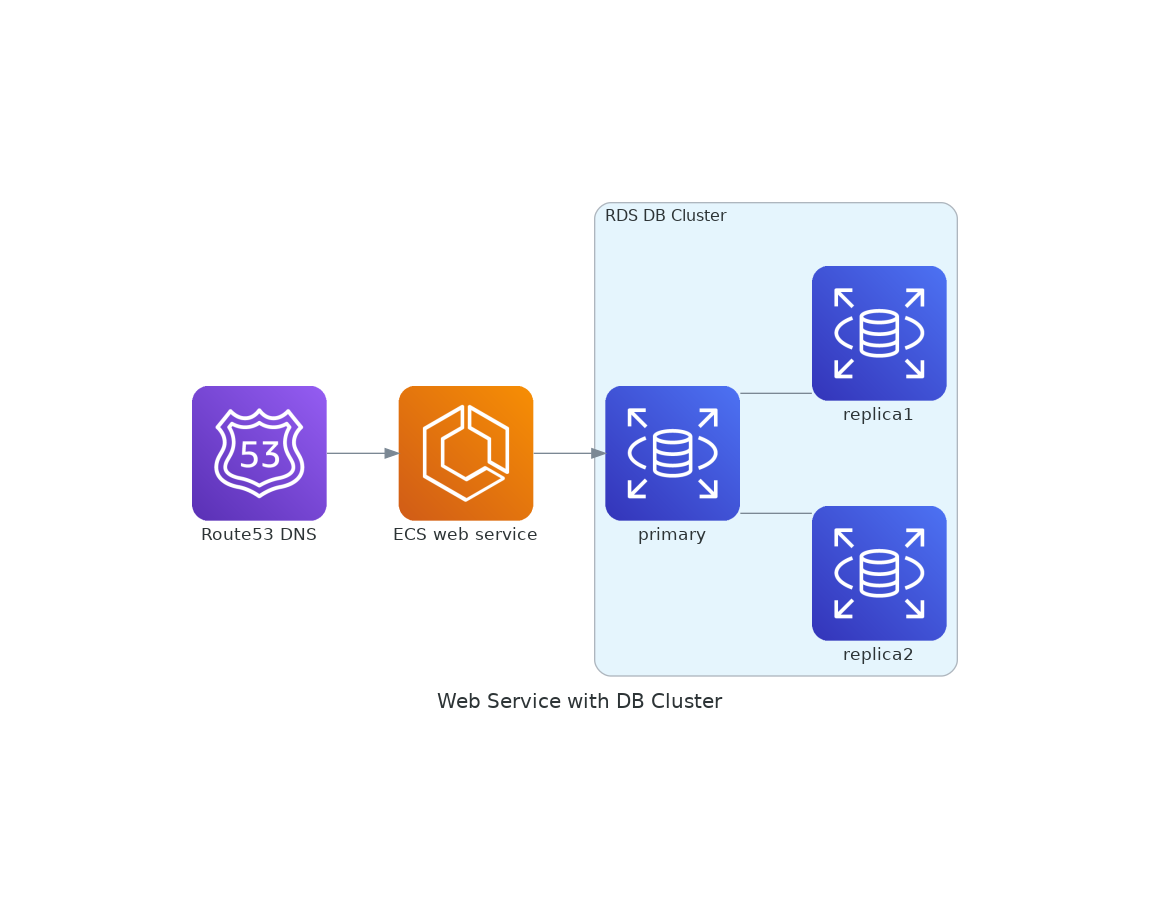 RDS DB Cluster
replica1
53
Route53 DNS
ECS web service
primary
replica2
Web Service with DB Cluster